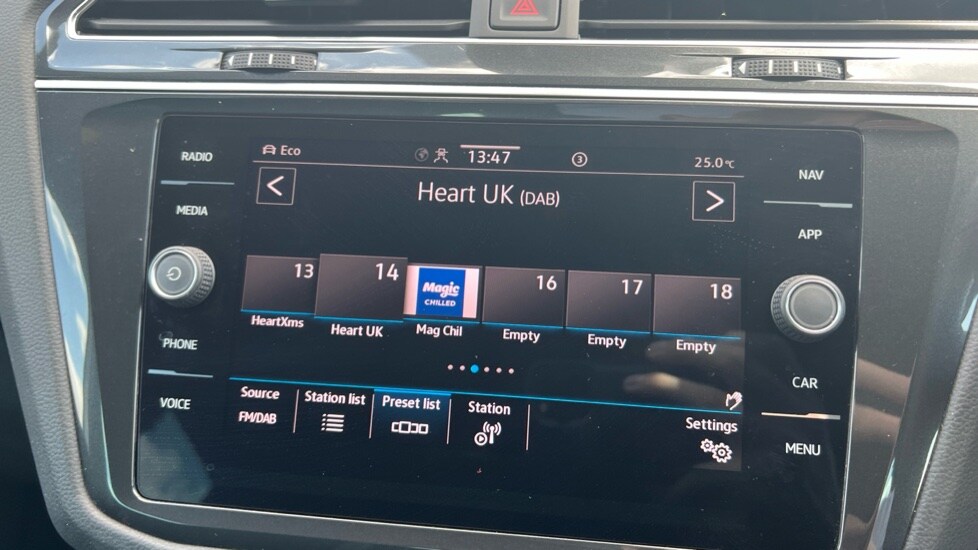 RADIO
MEDIA
PHONE
VOICE
Eco
13:47
3
25.0°C
Heart UK (DAB)
<
>
13
14
Magic
CHILLED
16
17
18
HeartXms
Heart UK
Mag Chil
Empty
Empty
Empty
Source
FM/DAB
Station list
Preset list
Station
Settings
NAV
APP
CAR
MENU